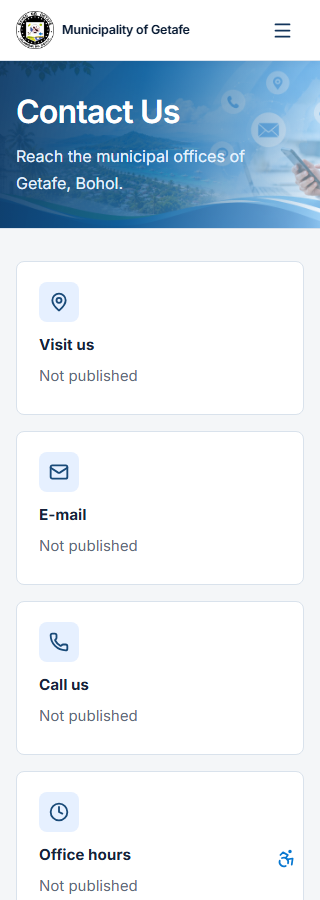 Municipality of Getafe
Contact Us
Reach the municipal offices of
Getafe, Bohol.
Visit us
Not published
E-mail
Not published
Call us
Not published
Office hours
Not published